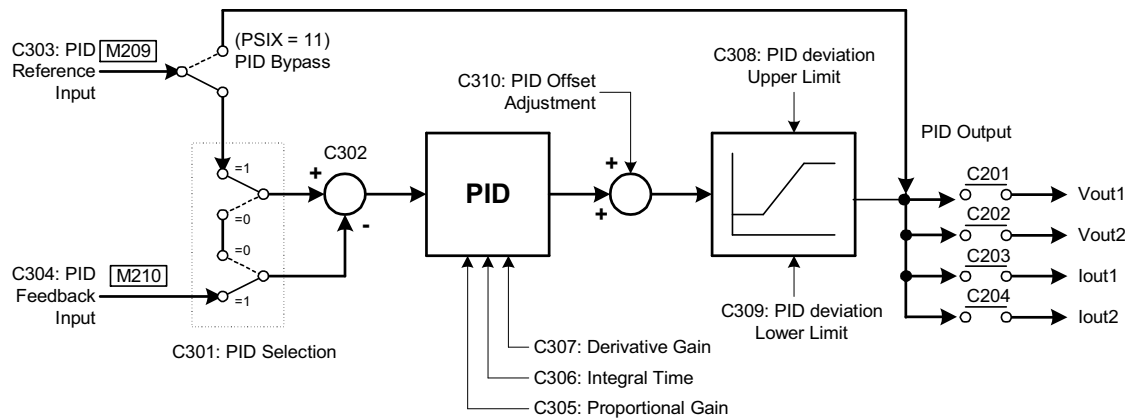 C303: PID M209
Reference
Input
(PSIX = 11)
PID Bypass
C310: PID Offset
Adjustment
C308: PID deviation
Upper Limit
PID Output
=1
=0
=0
=1
C302
+
-
PID
+
+
C304: PID M210
Feedback
Input
C301: PID Selection
C309: PID deviation
Lower Limit
C307: Derivative Gain
C306: Integral Time
C305: Proportional Gain
C201 Vout1
C202 Vout2
C203 Iout1
C204 Iout2